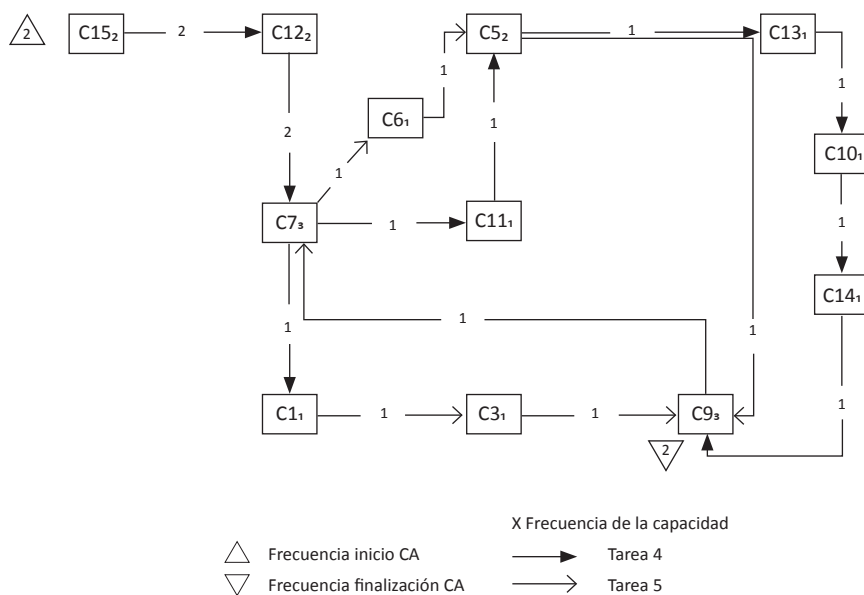 2 C15₂ 2 C12₂ C5₂ 1 C13₁
1 1
C6₁
1
2 C10₁
1
1
C7₃ 1 C11₁ 1
C14₁
1 1 1
1
C1₁ 1 C3₁ 1 C9₃
2
X Frecuencia de la capacidad
Frecuencia inicio CA Tarea 4
Frecuencia finalización CA Tarea 5